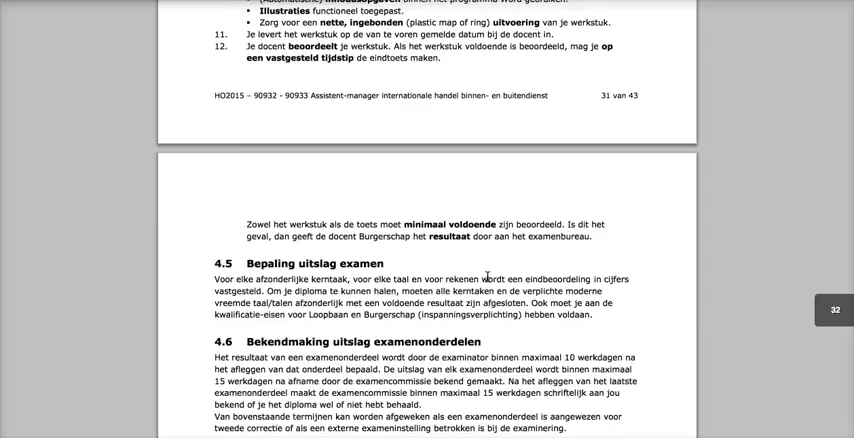 (Automatische) inhoudsopgaven binnen het programma Word gebruiken.
▪ Illustraties functioneel toegepast.
▪ Zorg voor een nette, ingebonden (plastic map of ring) uitvoering van je werkstuk.
11. Je levert het werkstuk op de van te voren gemelde datum bij de docent in.
12. Je docent beoordeelt je werkstuk. Als het werkstuk voldoende is beoordeeld, mag je op
een vastgesteld tijdstip de eindtoets maken.
HO2015 – 90932 - 90933 Assistent-manager internationale handel binnen- en buitendienst 31 van 43
Zowel het werkstuk als de toets moet minimaal voldoende zijn beoordeeld. Is dit het
geval, dan geeft de docent Burgerschap het resultaat door aan het examenbureau.
4.5 Bepaling uitslag examen
Voor elke afzonderlijke kerntaak, voor elke taal en voor rekenen wordt een eindbeoordeling in cijfers
vastgesteld. Om je diploma te kunnen halen, moeten alle kerntaken en de verplichte moderne
vreemde taal/talen afzonderlijk met een voldoende resultaat zijn afgesloten. Ook moet je aan de
kwalificatie-eisen voor Loopbaan en Burgerschap (inspanningsverplichting) hebben voldaan.
32
4.6 Bekendmaking uitslag examenonderdelen
Het resultaat van een examenonderdeel wordt door de examinator binnen maximaal 10 werkdagen na
het afleggen van dat onderdeel bepaald. De uitslag van elk examenonderdeel wordt binnen maximaal
15 werkdagen na afname door de examencommissie bekend gemaakt. Na het afleggen van het laatste
examenonderdeel maakt de examencommissie binnen maximaal 15 werkdagen schriftelijk aan jou
bekend of je het diploma wel of niet hebt behaald.
Van bovenstaande termijnen kan worden afgeweken als een examenonderdeel is aangewezen voor
tweede correctie of als een externe exameninstelling betrokken is bij de examinering.